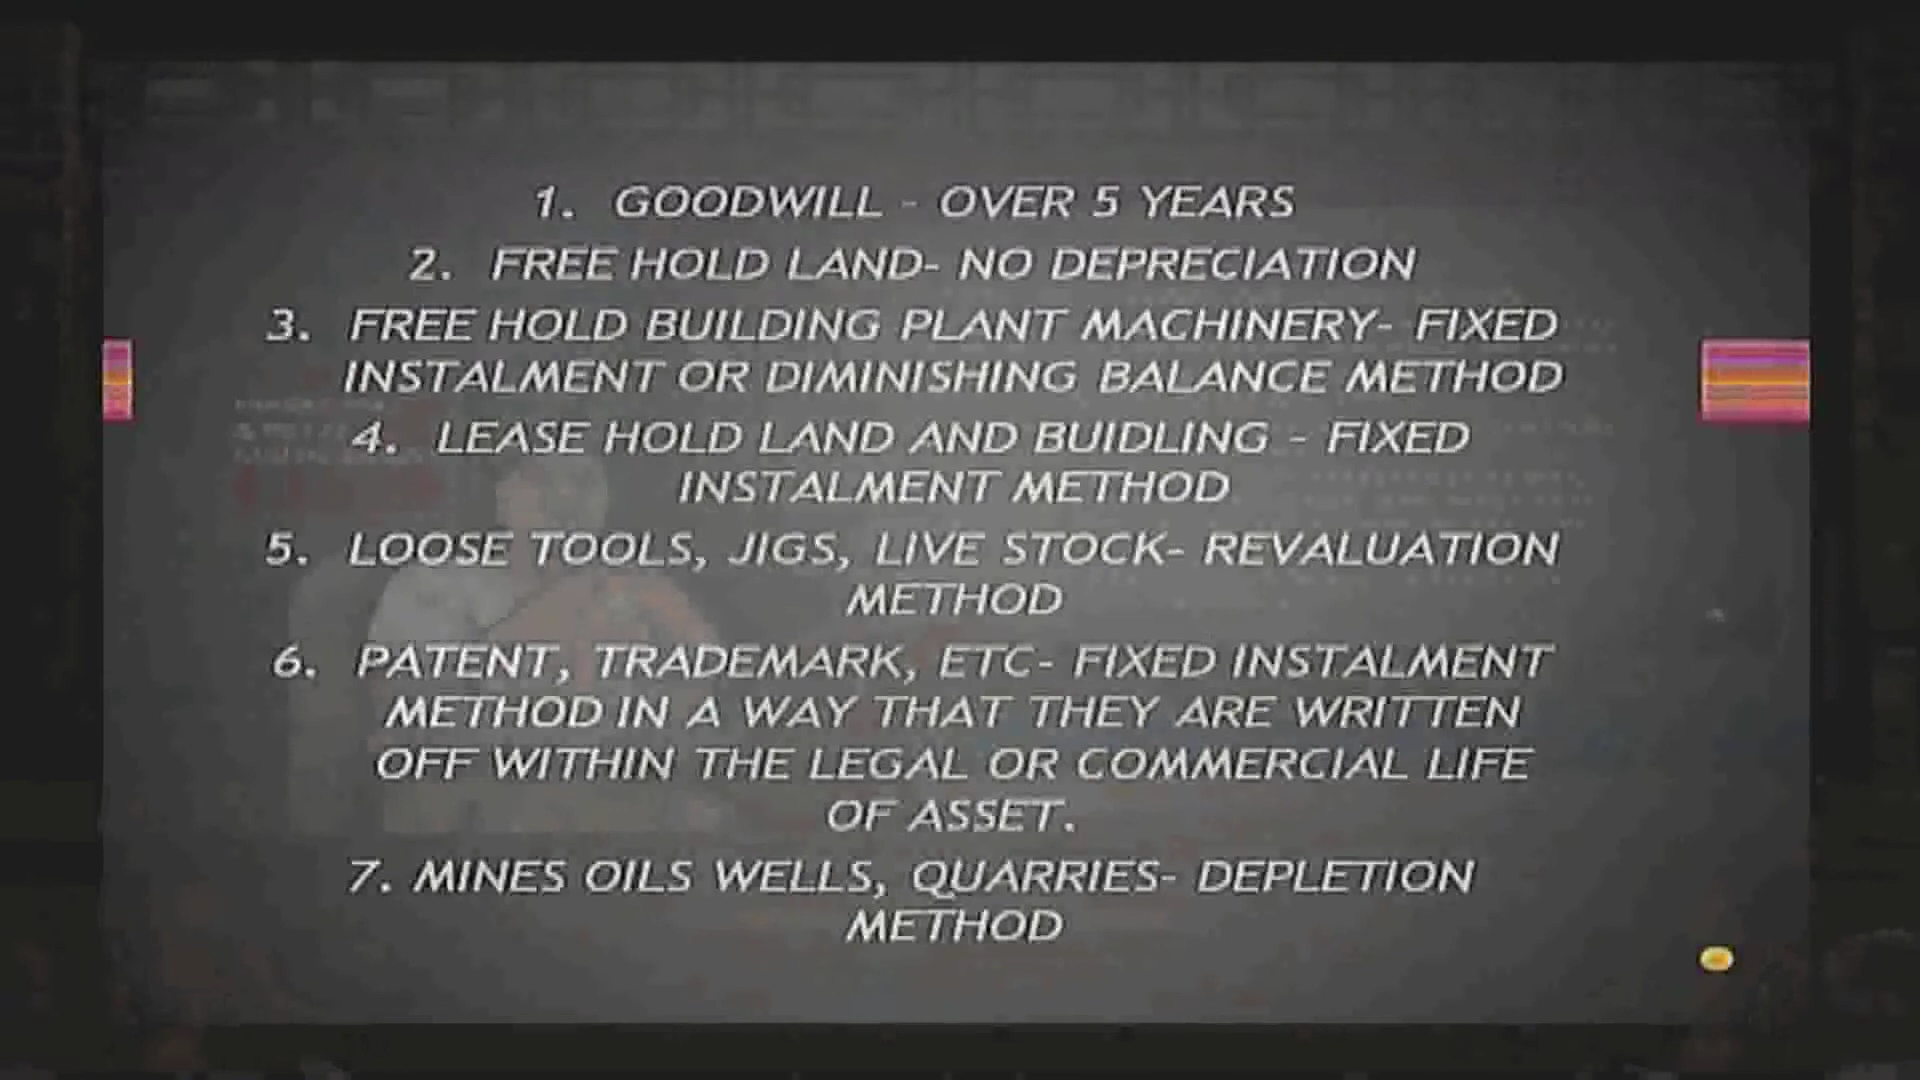 1. GOODWILL - OVER 5 YEARS
2. FREE HOLD LAND- NO DEPRECIATION
3. FREE HOLD BUILDING PLANT MACHINERY- FIXED
INSTALMENT OR DIMINISHING BALANCE METHOD
4. LEASE HOLD LAND AND BUIDLING - FIXED
INSTALMENT METHOD
5. LOOSE TOOLS, JIGS, LIVE STOCK- REVALUATION
METHOD
6. PATENT, TRADEMARK, ETC- FIXED INSTALMENT
METHOD IN A WAY THAT THEY ARE WRITTEN
OFF WITHIN THE LEGAL OR COMMERCIAL LIFE
OF ASSET.
7. MINES OILS WELLS, QUARRIES- DEPLETION
METHOD